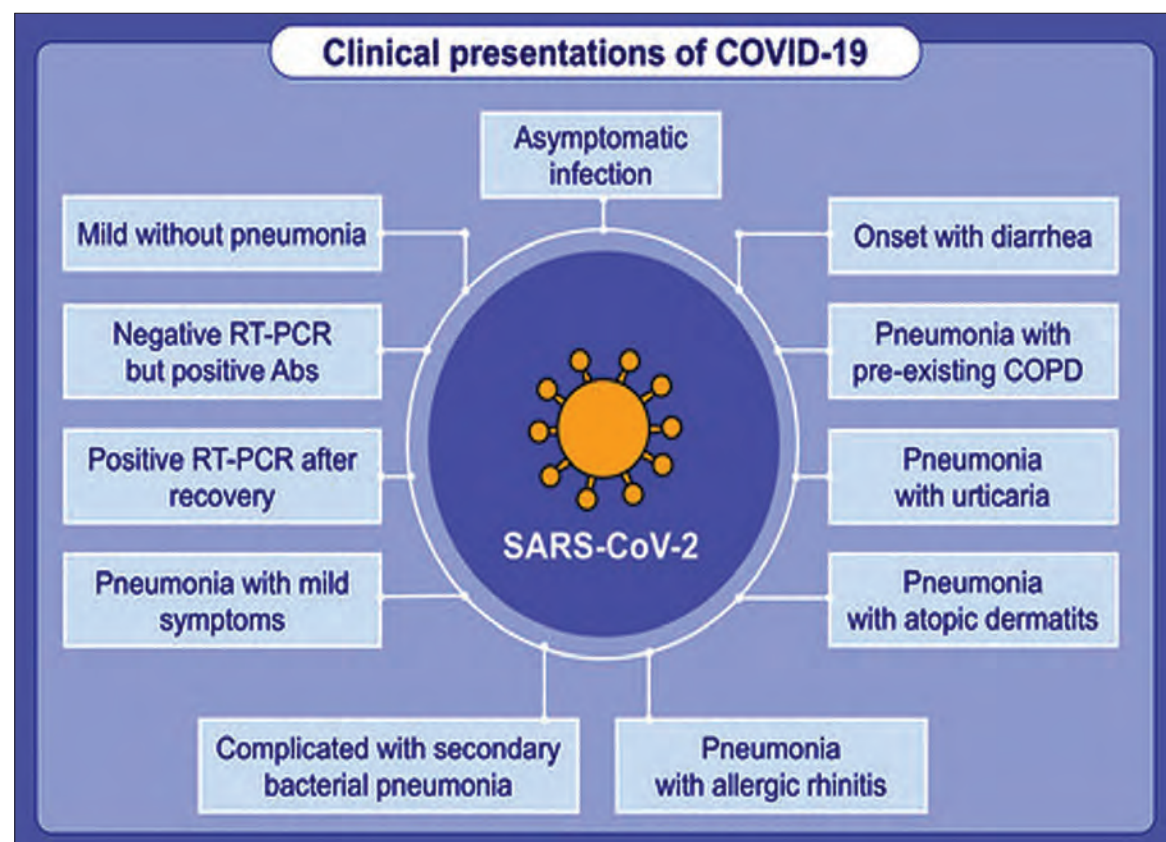 Clinical presentations of COVID-19
Asymptomatic
infection
Mild without pneumonia
Onset with diarrhea
Negative RT-PCR
but positive Abs
Pneumonia with
pre-existing COPD
Positive RT-PCR after
recovery
Pneumonia
with urticaria
SARS-CoV-2
Pneumonia with mild
symptoms
Pneumonia
with atopic dermatits
Complicated with secondary
bacterial pneumonia
Pneumonia
with allergic rhinitis